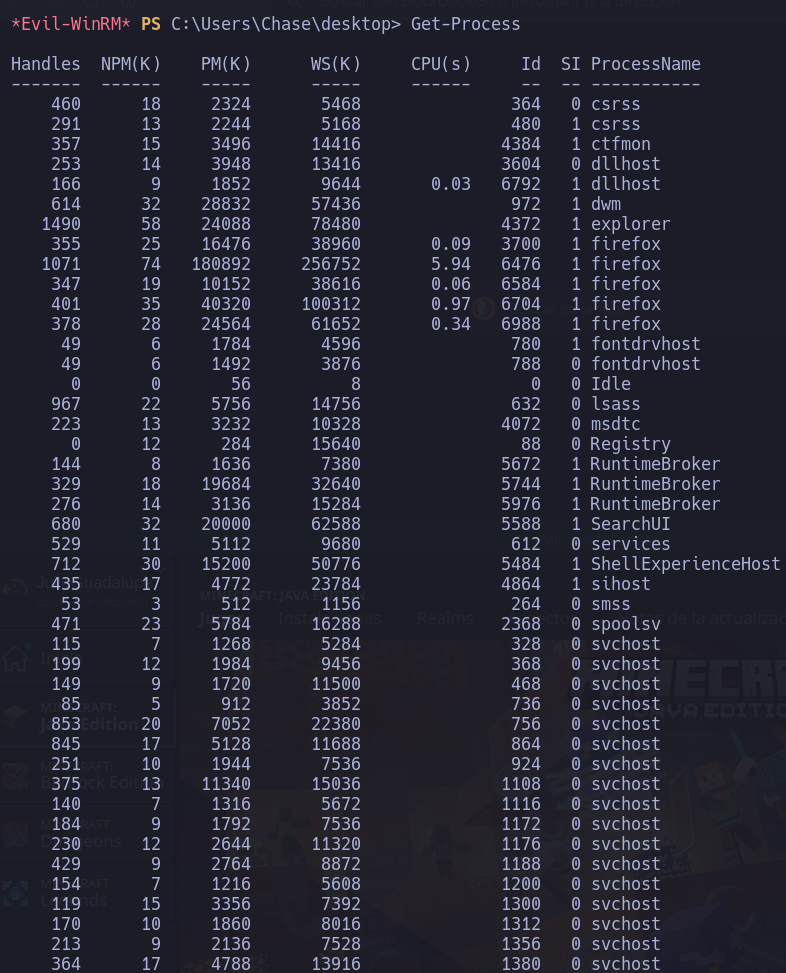 *Evil-WinRM* PS C:\Users\Chase\desktop> Get-Process
Handles NPM(K) PM(K) WS(K) CPU(s) Id SI ProcessName
------- ------ ----- ----- ------ -- -- -----------
460 18 2324 5468 364 0 csrss
291 13 2244 5168 480 1 csrss
357 15 3496 14416 4384 1 ctfmon
253 14 3948 13416 3604 0 dllhost
166 9 1852 9644 0.03 6792 1 dllhost
614 32 28832 57436 972 1 dwm
1490 58 24088 78480 4372 1 explorer
355 25 16476 38960 0.09 3700 1 firefox
1071 74 180892 256752 5.94 6476 1 firefox
347 19 10152 38616 0.06 6584 1 firefox
401 35 40320 100312 0.97 6704 1 firefox
378 28 24564 61652 0.34 6988 1 firefox
49 6 1784 4596 780 1 fontdrvhost
49 6 1492 3876 788 0 fontdrvhost
0 0 56 8 0 0 Idle
967 22 5756 14756 632 0 lsass
223 13 3232 10328 4072 0 msdtc
0 12 284 15640 88 0 Registry
144 8 1636 7380 5672 1 RuntimeBroker
329 18 19684 32640 5744 1 RuntimeBroker
276 14 3136 15284 5976 1 RuntimeBroker
680 32 20000 62588 5588 1 SearchUI
529 11 5112 9680 612 0 services
712 30 15200 50776 5484 1 ShellExperienceHost
435 17 4772 23784 4864 1 sihost
53 3 512 1156 264 0 smss
471 23 5784 16288 2368 0 spoolsv
115 7 1268 5284 328 0 svchost
199 12 1984 9456 368 0 svchost
149 9 1720 11500 468 0 svchost
85 5 912 3852 736 0 svchost
853 20 7052 22380 756 0 svchost
845 17 5128 11688 864 0 svchost
251 10 1944 7536 924 0 svchost
375 13 11340 15036 1108 0 svchost
140 7 1316 5672 1116 0 svchost
184 9 1792 7536 1172 0 svchost
230 12 2644 11320 1176 0 svchost
429 9 2764 8872 1188 0 svchost
154 7 1216 5608 1200 0 svchost
119 15 3356 7392 1300 0 svchost
170 10 1860 8016 1312 0 svchost
213 9 2136 7528 1356 0 svchost
364 17 4788 13916 1380 0 svchost
MINECRAFT: JAVA EDITION
Realms